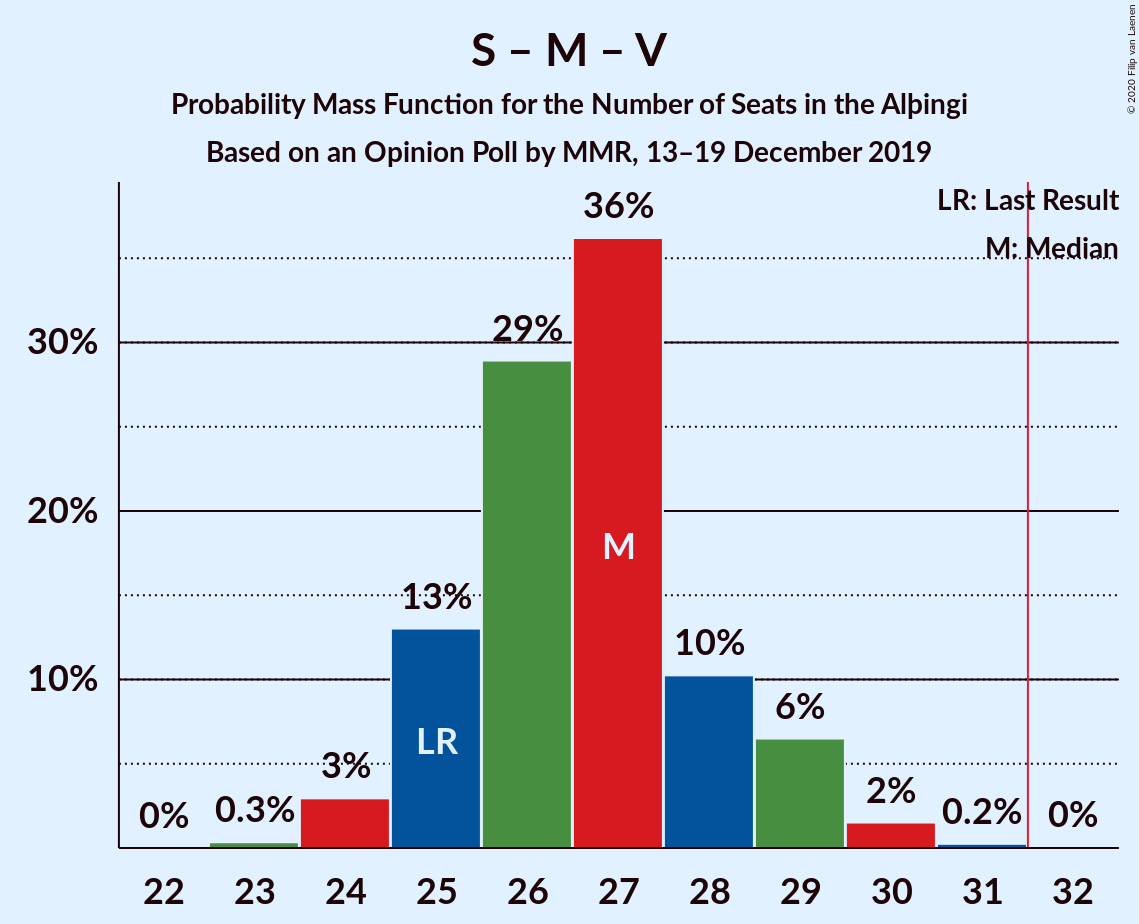 S – M – V
Probability Mass Function for the Number of Seats in the Alþingi
Based on an Opinion Poll by MMR, 13–19 December 2019
© 2020 Filip van Laenen
LR: Last Result
M: Median
36%
29%
30%
M
20%
13%
10%
10%
6%
LR
3%
2%
0%
0.3%
0.2%
0%
22 23 24 25 26 27 28 29 30 31 32